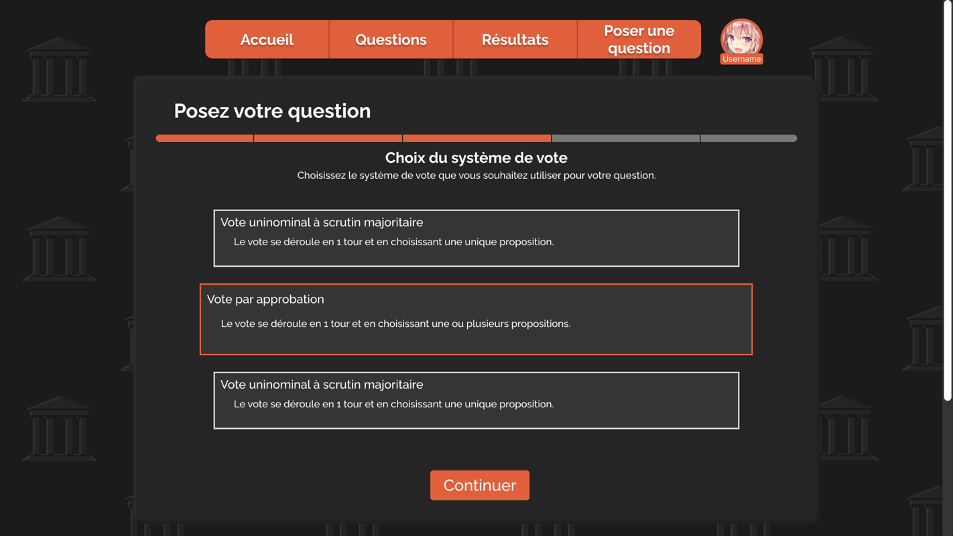 Accueil
Questions
Résultats
Poser une
question
Username
Posez votre question
Choix du système de vote
Choisissez le système de vote que vous souhaitez utiliser pour votre question.
Vote uninominal à scrutin majoritaire
Le vote se déroule en 1 tour et en choisissant une unique proposition.
Vote par approbation
Le vote se déroule en 1 tour et en choisissant une ou plusieurs propositions.
Vote uninominal à scrutin majoritaire
Le vote se déroule en 1 tour et en choisissant une unique proposition.
Continuer